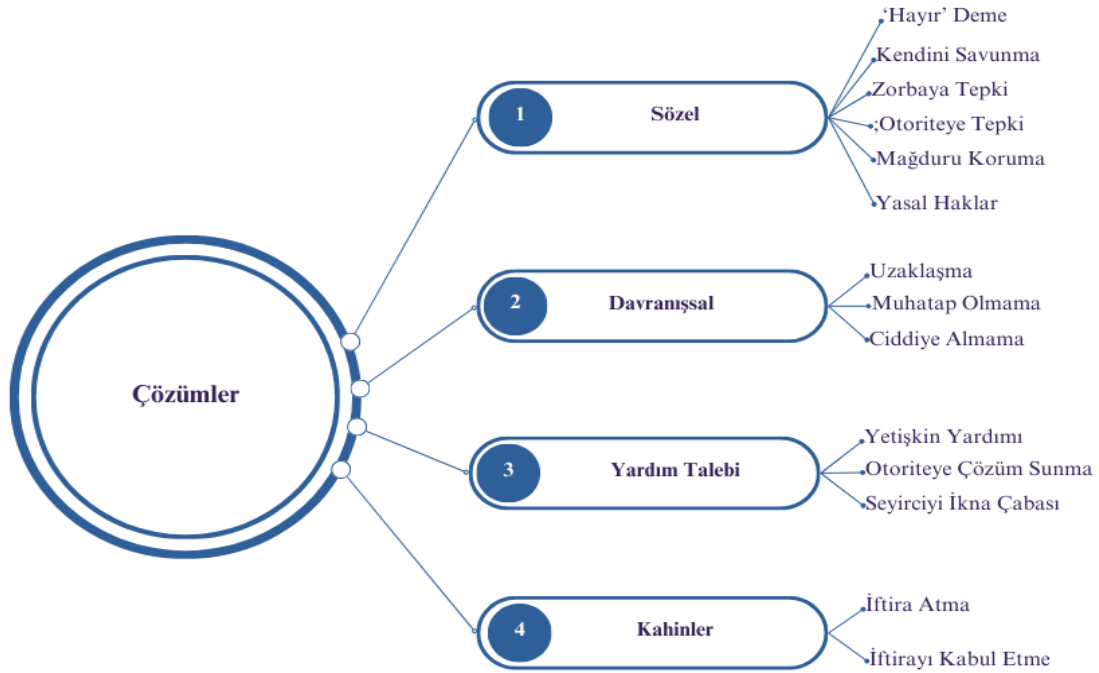 Çözümler
1
Sözel
‘Hayır’ Deme
Kendini Savunma
Zorbaya Tepki
;Otoriteye Tepki
Mağduru Koruma
Yasal Haklar
2
Davranışsal
Uzaklaşma
Muhatap Olmama
Ciddiye Almama
3
Yardım Talebi
Yetişkin Yardımı
Otoriteye Çözüm Sunma
Seyirciyi İkna Çabası
4
Kahinler
İftira Atma
İftirayı Kabul Etme